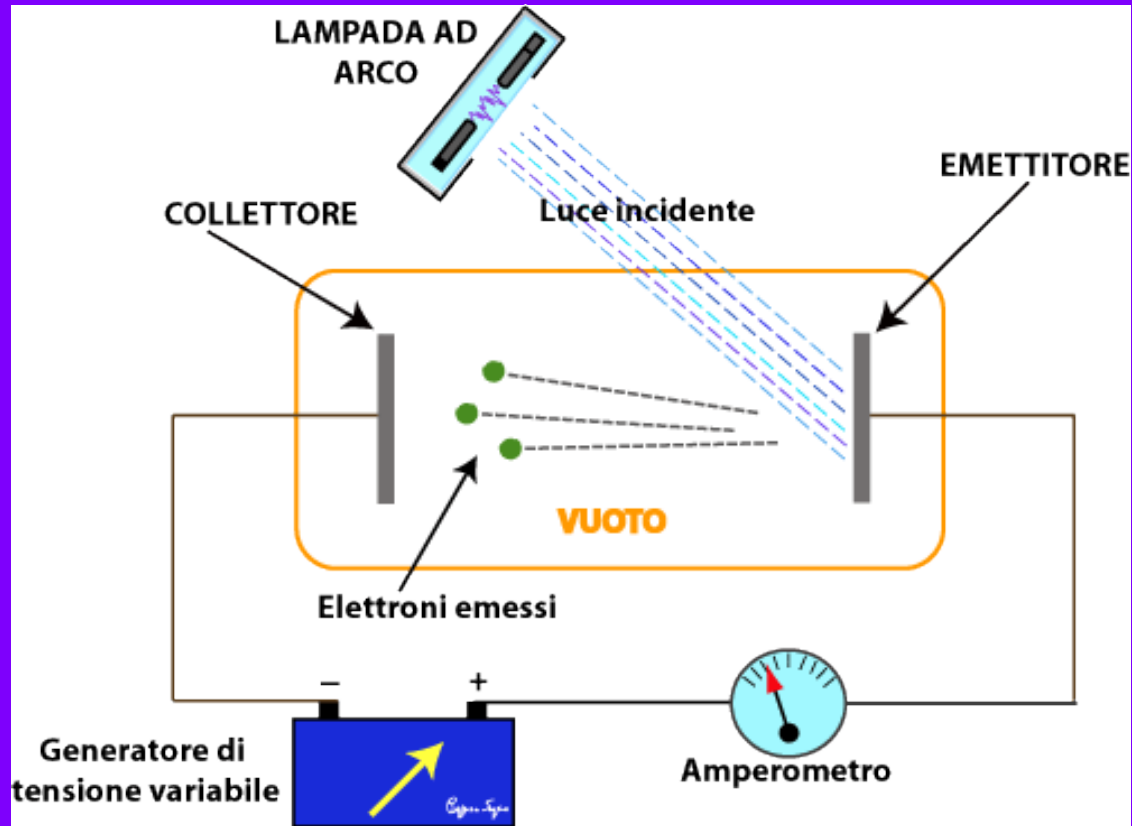 LAMPADA AD
ARCO
EMETTITORE
COLLETTORE
Luce incidente
VUOTO
Elettroni emessi
– +
Generatore di
tensione variabile
Amperometro